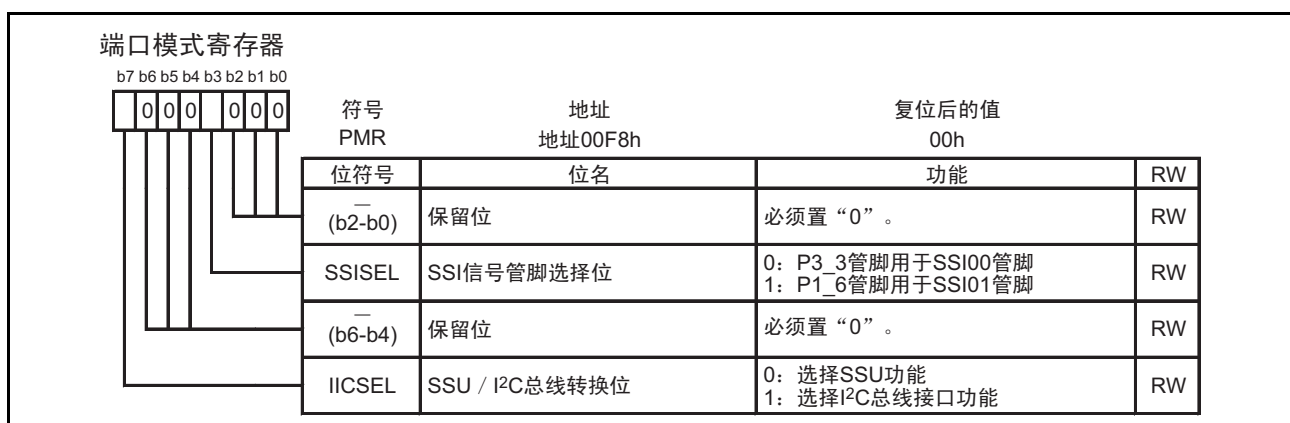 端口模式寄存器
b7 b6 b5 b4 b3 b2 b1 b0
0 0 0 0 0 0
符号 地址 复位后的值
PMR 地址00F8h 00h
位符号 位名 功能 RW
—
(b2-b0) 保留位 必须置“0”。 RW
SSISEL SSI信号管脚选择位 0：P3_3管脚用于SSI00管脚 RW
1：P1_6管脚用于SSI01管脚
—
(b6-b4) 保留位 必须置“0”。 RW
IICSEL SSU / I²C总线转换位 0：选择SSU功能 RW
1：选择I²C总线接口功能